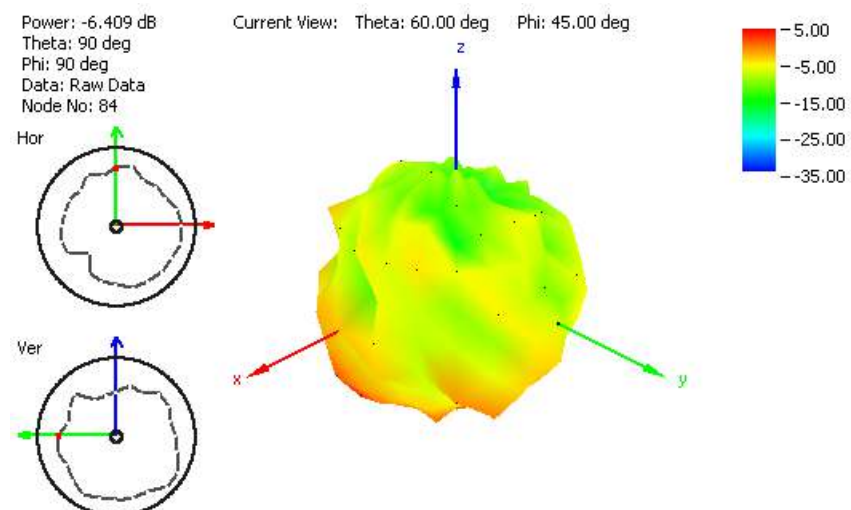 Power: -6.409 dB
Theta: 90 deg
Phi: 90 deg
Data: Raw Data
Node No: 84
Current View: Theta: 60.00 deg Phi: 45.00 deg
Hor
Ver
z
x
y
5.00
-5.00
-15.00
-25.00
-35.00